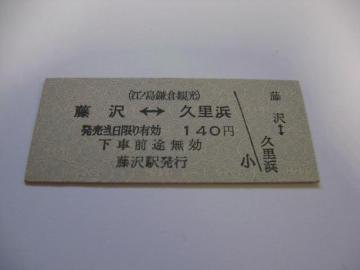 (江ノ島鎌倉観光)
藤沢 ↔ 久里浜
発売当日限り有効 140円
下車前途無効
藤沢駅発行 小
藤沢↔久里浜